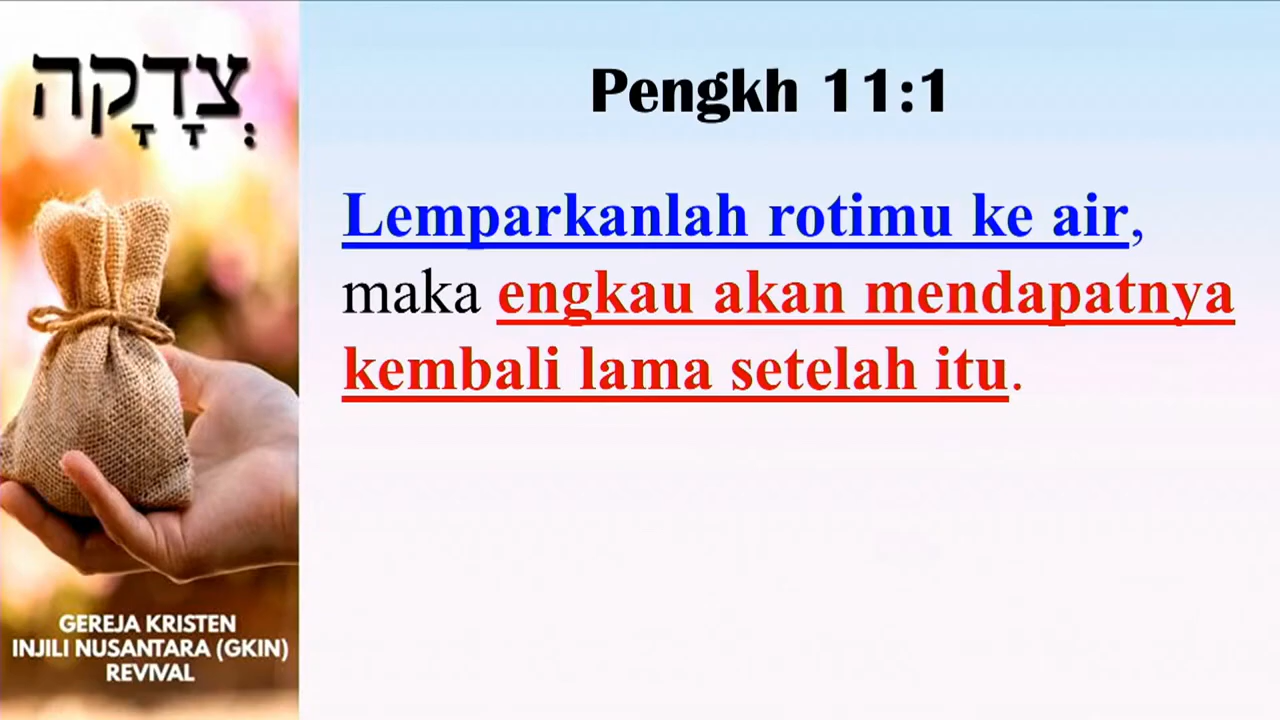 צְדָקָה
Pengkh 11:1
Lemparkanlah rotimu ke air,
maka engkau akan mendapatnya
kembali lama setelah itu.
GEREJA KRISTEN
INJILI NUSANTARA (GKIN)
REVIVAL